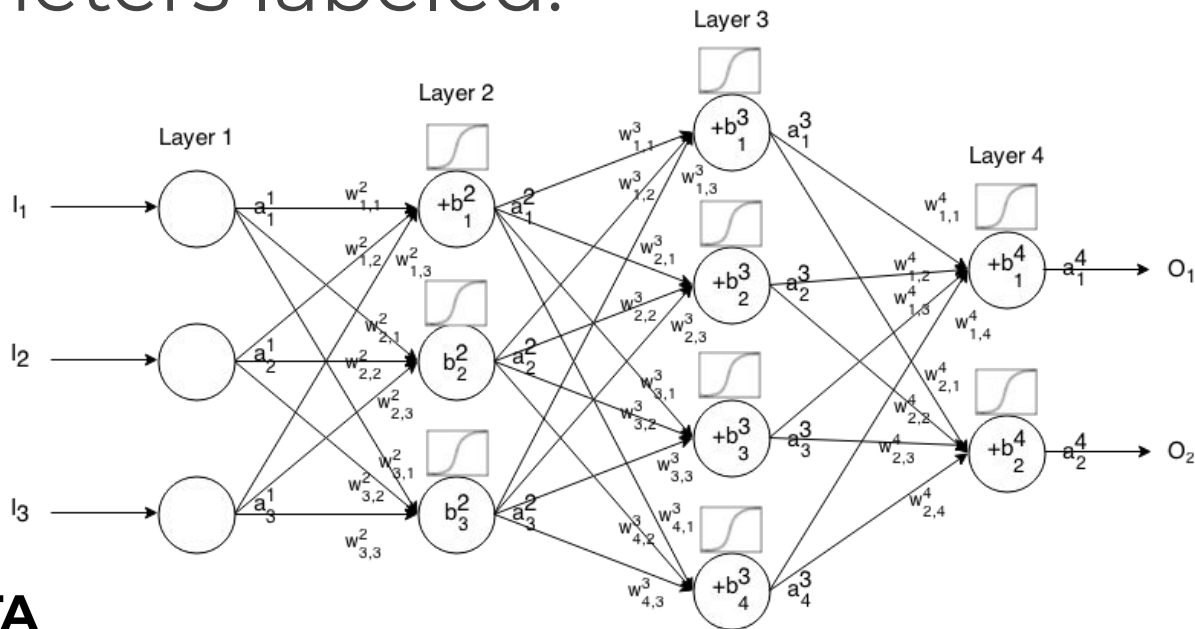 eters labeled.
Layer 3
Layer 2
Layer 1
Layer 4
I₁
I₂
I₃
a¹₁
a¹₂
a¹₃
w²₁,₁
w²₁,₂
w²₁,₃
w²₂,₁
w²₂,₂
w²₂,₃
w²₃,₁
w²₃,₂
w²₃,₃
+b²₁
b²₂
b²₃
a²₁
a²₂
a²₃
w³₁,₁
w³₁,₂
w³₁,₃
w³₂,₁
w³₂,₂
w³₂,₃
w³₃,₁
w³₃,₂
w³₃,₃
w³₄,₁
w³₄,₂
w³₄,₃
+b³₁
+b³₂
+b³₃
+b³₄
a³₁
a³₂
a³₃
a³₄
w⁴₁,₁
w⁴₁,₂
w⁴₁,₃
w⁴₁,₄
w⁴₂,₁
w⁴₂,₂
w⁴₂,₃
w⁴₂,₄
+b⁴₁
+b⁴₂
a⁴₁
a⁴₂
O₁
O₂
TA